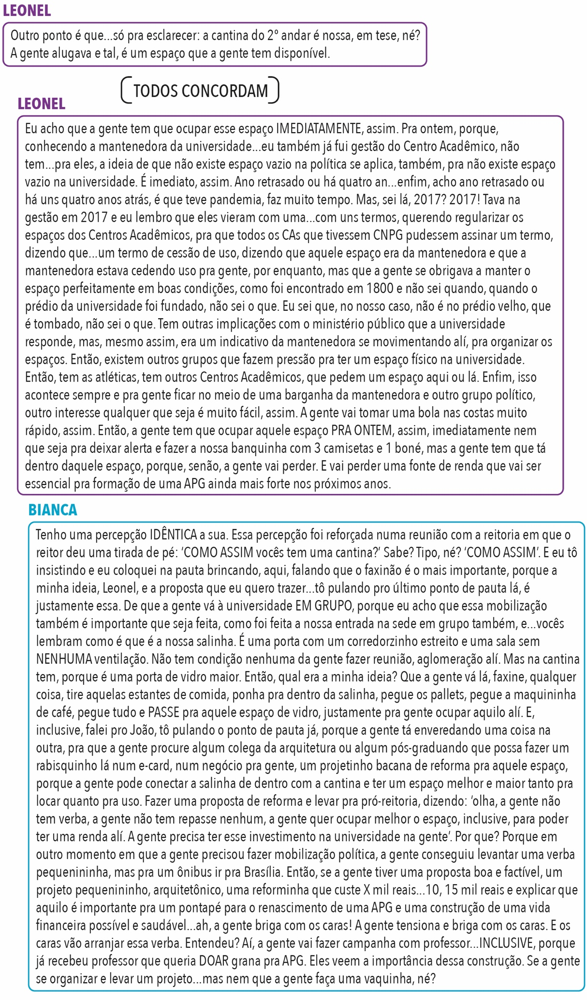 LEONEL
Outro ponto é que...só pra esclarecer: a cantina do 2º andar é nossa, em tese, né?
A gente alugava e tal, é um espaço que a gente tem disponível.
TODOS CONCORDAM
LEONEL
Eu acho que a gente tem que ocupar esse espaço IMEDIATAMENTE, assim. Pra ontem, porque,
conhecendo a mantenedora da universidade...eu também já fui gestão do Centro Acadêmico, não
tem...pra eles, a ideia de que não existe espaço vazio na política se aplica, também, pra não existe espaço
vazio na universidade. É imediato, assim. Ano retrasado ou há quatro an...enfim, acho ano retrasado ou
há uns quatro anos atrás, é que teve pandemia, faz muito tempo. Mas, sei lá, 2017? 2017! Tava na
gestão em 2017 e eu lembro que eles vieram com uma...com uns termos, querendo regularizar os
espaços dos Centros Acadêmicos, pra que todos os CAs que tivessem CNPG pudessem assinar um termo,
dizendo que...um termo de cessão de uso, dizendo que aquele espaço era da mantenedora e que a
mantenedora estava cedendo uso pra gente, por enquanto, mas que a gente se obrigava a manter o
espaço perfeitamente em boas condições, como foi encontrado em 1800 e não sei quando, quando o
prédio da universidade foi fundado, não sei o que. Eu sei que, no nosso caso, não é no prédio velho, que
é tombado, não sei o que. Tem outras implicações com o ministério público que a universidade
responde, mas, mesmo assim, era um indicativo da mantenedora se movimentando alí, pra organizar os
espaços. Então, existem outros grupos que fazem pressão pra ter um espaço físico na universidade.
Então, tem as atléticas, tem outros Centros Acadêmicos, que pedem um espaço aqui ou lá. Enfim, isso
acontece sempre e pra gente ficar no meio de uma barganha da mantenedora e outro grupo político,
outro interesse qualquer que seja é muito fácil, assim. A gente vai tomar uma bola nas costas muito
rápido, assim. Então, a gente tem que ocupar aquele espaço PRA ONTEM, assim, imediatamente nem
que seja pra deixar alerta e fazer a nossa banquinha com 3 camisetas e 1 boné, mas a gente tem que tá
dentro daquele espaço, porque, senão, a gente vai perder. E vai perder uma fonte de renda que vai ser
essencial pra formação de uma APG ainda mais forte nos próximos anos.
BIANCA
Tenho uma percepção IDÊNTICA a sua. Essa percepção foi reforçada numa reunião com a reitoria em que o
reitor deu uma tirada de pé: ‘COMO ASSIM vocês tem uma cantina?’ Sabe? Tipo, né? ‘COMO ASSIM’. E eu tô
insistindo e eu coloquei na pauta brincando, aqui, falando que o faxinão é o mais importante, porque a
minha ideia, Leonel, e a proposta que eu quero trazer...tô pulando pro último ponto de pauta lá, é
justamente essa. De que a gente vá à universidade EM GRUPO, porque eu acho que essa mobilização
também é importante que seja feita, como foi feita a nossa entrada na sede em grupo também, e...vocês
lembram como é que é a nossa salinha. É uma porta com um corredorzinho estreito e uma sala sem
NENHUMA ventilação. Não tem condição nenhuma da gente fazer reunião, aglomeração alí. Mas na cantina
tem, porque é uma porta de vidro maior. Então, qual era a minha ideia? Que a gente vá lá, faxine, qualquer
coisa, tire aquelas estantes de comida, ponha pra dentro da salinha, pegue os pallets, pegue a maquininha
de café, pegue tudo e PASSE pra aquele espaço de vidro, justamente pra gente ocupar aquilo alí. E,
inclusive, falei pro João, tô pulando o ponto de pauta já, porque a gente tá enveredando uma coisa na
outra, pra que a gente procure algum colega da arquitetura ou algum pós-graduando que possa fazer um
rabisquinho lá num e-card, num negócio pra gente, um projetinho bacana de reforma pra aquele espaço,
porque a gente pode conectar a salinha de dentro com a cantina e ter um espaço melhor e maior tanto pra
locar quanto pra uso. Fazer uma proposta de reforma e levar pra pró-reitoria, dizendo: ‘olha, a gente não
tem verba, a gente não tem repasse nenhum, a gente quer ocupar melhor o espaço, inclusive, para poder
ter uma renda alí. A gente precisa ter esse investimento na universidade na gente’. Por que? Porque em
outro momento em que a gente precisou fazer mobilização política, a gente conseguiu levantar uma verba
pequenininha, mas pra um ônibus ir pra Brasília. Então, se a gente tiver uma proposta boa e factível, um
projeto pequenininho, arquitetônico, uma reforminha que custe X mil reais...10, 15 mil reais e explicar que
aquilo é importante pra um pontapé para o renascimento de uma APG e uma construção de uma vida
financeira possível e saudável...ah, a gente briga com os caras! A gente tensiona e briga com os caras. E os
caras vão arranjar essa verba. Entendeu? Aí, a gente vai fazer campanha com professor...INCLUSIVE, porque
já recebeu professor que queria DOAR grana pra APG. Eles veem a importância dessa construção. Se a gente
se organizar e levar um projeto...mas nem que a gente faça uma vaquinha, né?